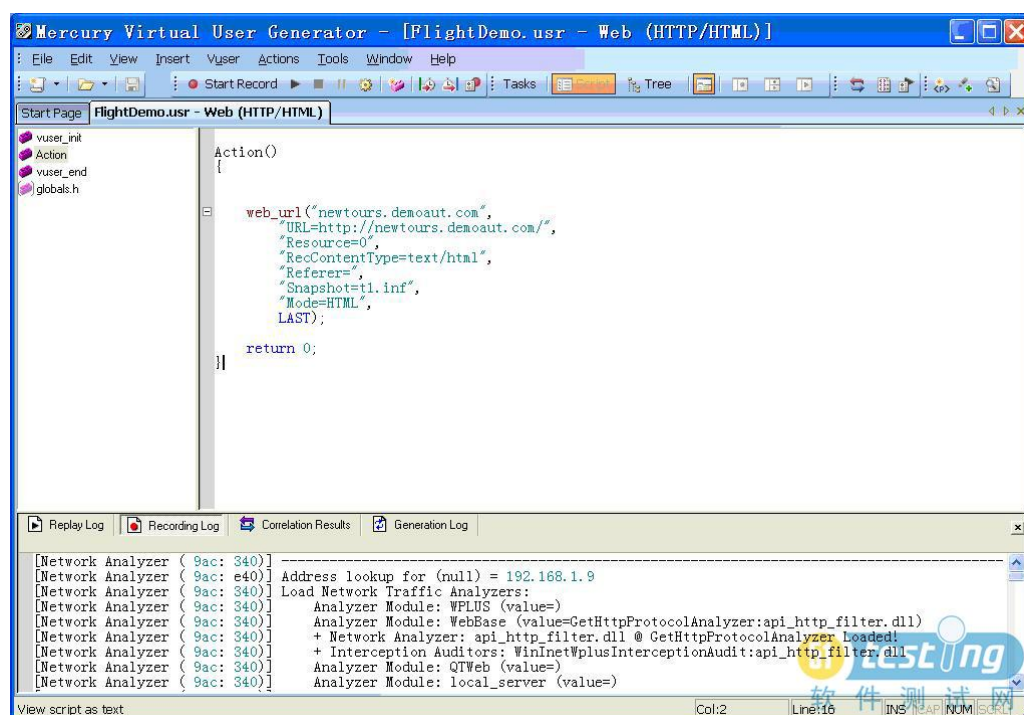 Mercury Virtual User Generator - [FlightDemo.usr - Web (HTTP/HTML)]
File Edit View Insert Vuser Actions Tools Window Help
Start Record Tasks Script Tree
Start Page FlightDemo.usr - Web (HTTP/HTML)
vuser_init
Action
vuser_end
globals.h
Action()
{
web_url("newtours.demoaut.com",
"URL=http://newtours.demoaut.com/",
"Resource=0",
"RecContentType=text/html",
"Referer=",
"Snapshot=t1.inf",
"Mode=HTML",
LAST);
return 0;
}
Replay Log Recording Log Correlation Results Generation Log
[Network Analyzer ( 9ac: 340)] ----------------------------------------
[Network Analyzer ( 9ac: e40)] Address lookup for (null) = 192.168.1.9
[Network Analyzer ( 9ac: 340)] Load Network Traffic Analyzers:
[Network Analyzer ( 9ac: 340)] Analyzer Module: WPLUS (value=)
[Network Analyzer ( 9ac: 340)] Analyzer Module: WebBase (value=GetHttpProtocolAnalyzer:api_http_filter.dll)
[Network Analyzer ( 9ac: 340)] + Network Analyzer: api_http_filter.dll @ GetHttpProtocolAnalyzer Loaded!
[Network Analyzer ( 9ac: 340)] + Interception Auditors: WinInetWplusInterceptionAudit:api_http_filter.dll
[Network Analyzer ( 9ac: 340)] Analyzer Module: QTWeb (value=)
[Network Analyzer ( 9ac: 340)] Analyzer Module: local_server (value=)
testing
软件测试网
View script as text Col:2 Line:16 INS CAP NUM SCRL